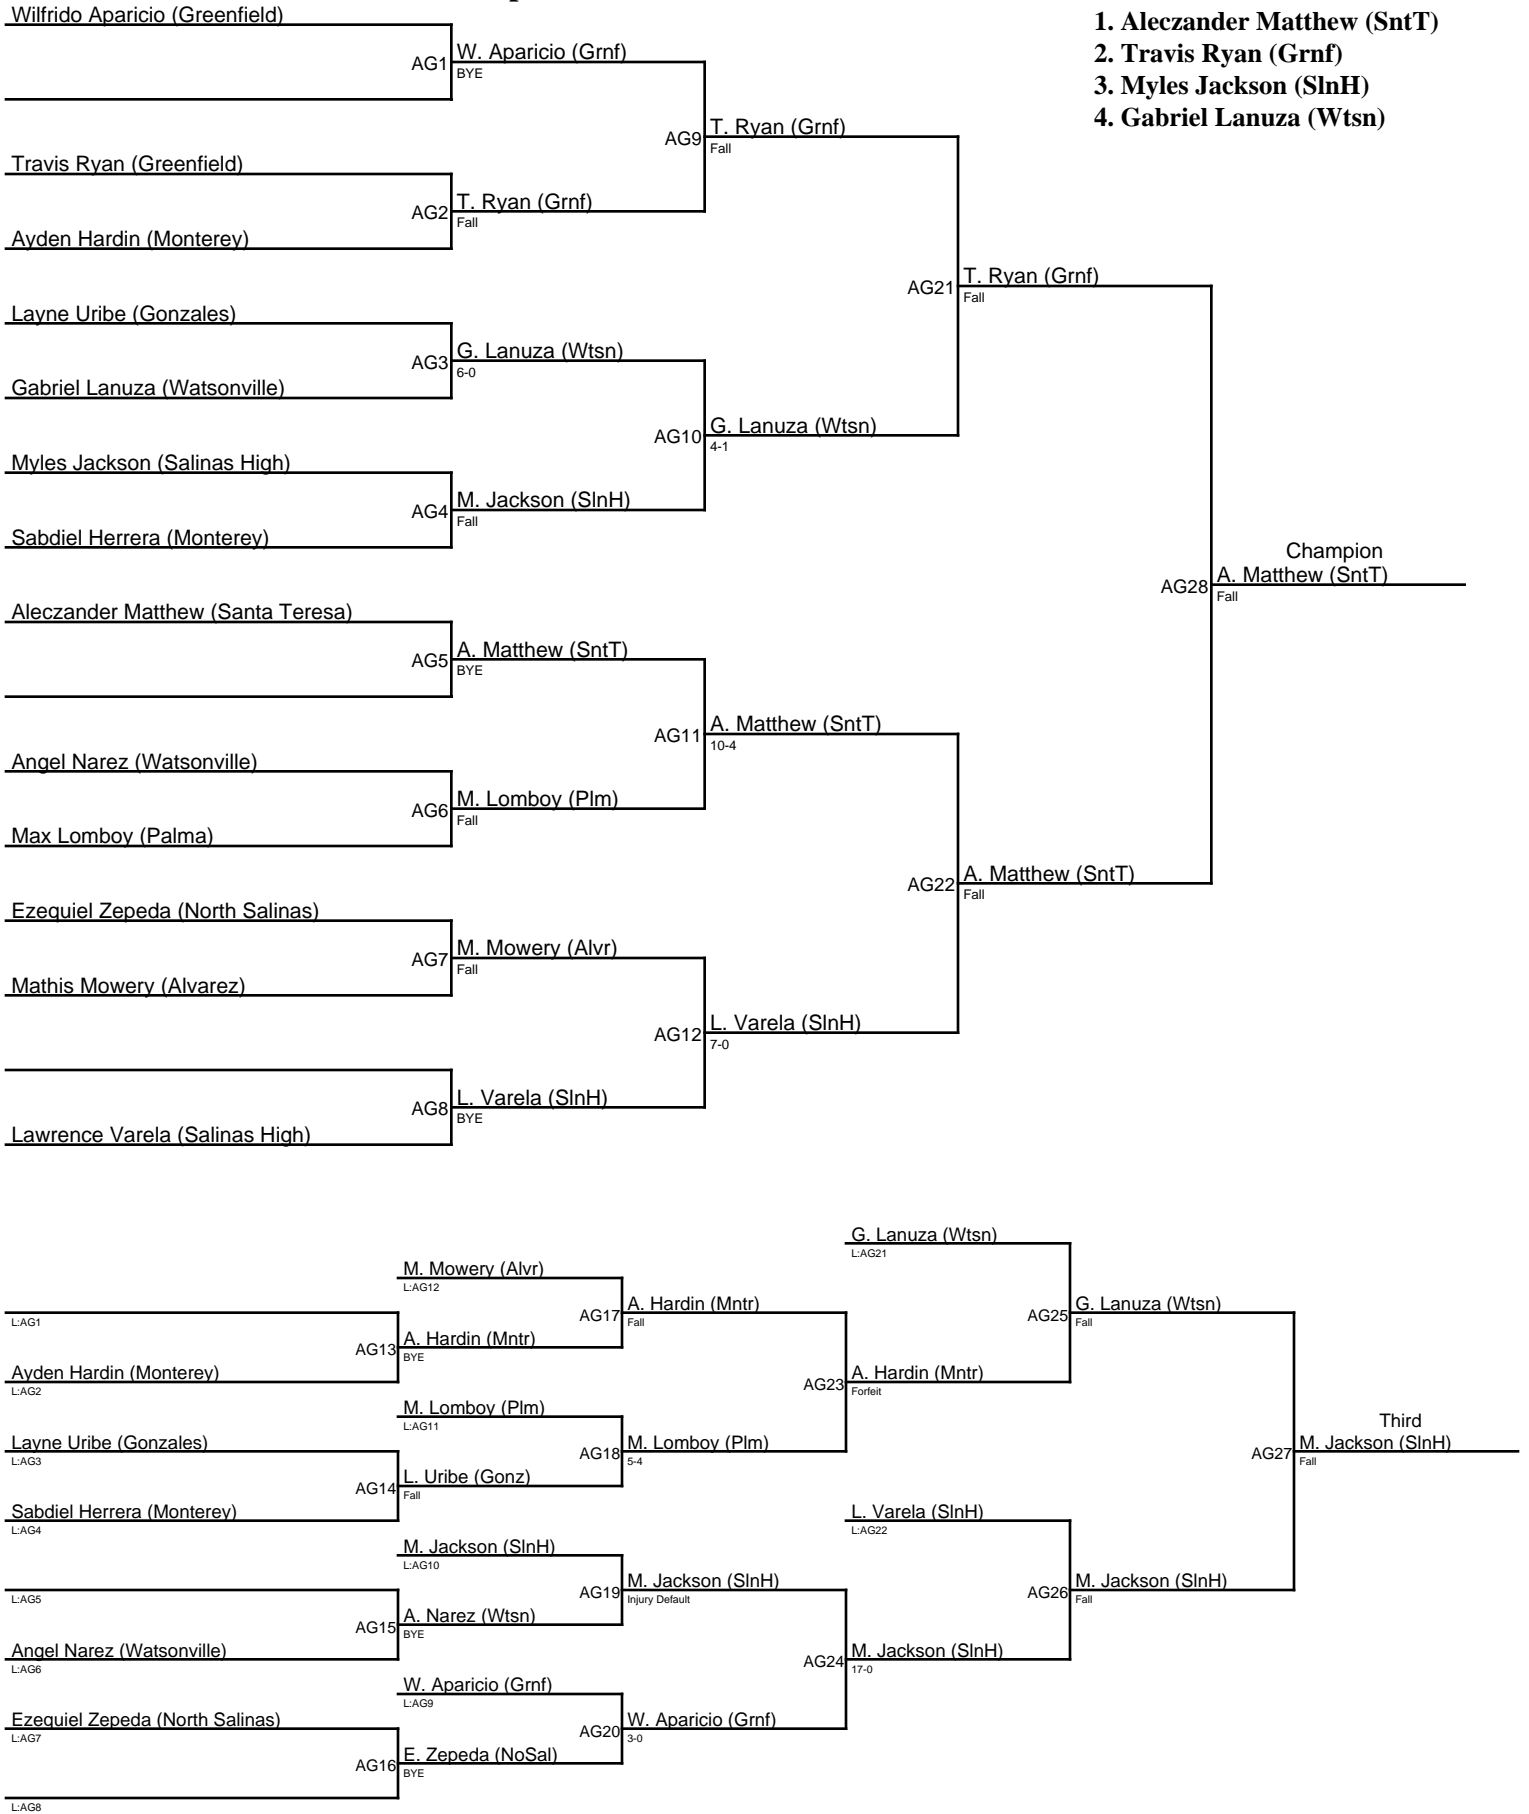 Wilfrido Aparicio (Greenfield)
1. Aleczander Matthew (SntT)
2. Travis Ryan (Grnf)
3. Myles Jackson (SlnH)
4. Gabriel Lanuza (Wtsn)
AG1
W. Aparicio (Grnf)
BYE
AG9
T. Ryan (Grnf)
Fall
Travis Ryan (Greenfield)
AG2
T. Ryan (Grnf)
Fall
Ayden Hardin (Monterey)
AG21
T. Ryan (Grnf)
Fall
Layne Uribe (Gonzales)
AG3
G. Lanuza (Wtsn)
6-0
Gabriel Lanuza (Watsonville)
AG10
G. Lanuza (Wtsn)
4-1
Myles Jackson (Salinas High)
AG4
M. Jackson (SlnH)
Fall
Sabdiel Herrera (Monterey)
Champion
AG28
A. Matthew (SntT)
Fall
Aleczander Matthew (Santa Teresa)
AG5
A. Matthew (SntT)
BYE
AG11
A. Matthew (SntT)
10-4
Angel Narez (Watsonville)
AG6
M. Lomboy (Plm)
Fall
Max Lomboy (Palma)
AG22
A. Matthew (SntT)
Fall
Ezequiel Zepeda (North Salinas)
AG7
M. Mowery (Alvr)
Fall
Mathis Mowery (Alvarez)
AG12
L. Varela (SlnH)
7-0
AG8
L. Varela (SlnH)
BYE
Lawrence Varela (Salinas High)
G. Lanuza (Wtsn)
L:AG21
M. Mowery (Alvr)
L:AG12
AG17
A. Hardin (Mntr)
Fall
AG25
G. Lanuza (Wtsn)
Fall
L:AG1
AG13
A. Hardin (Mntr)
BYE
Ayden Hardin (Monterey)
L:AG2
AG23
A. Hardin (Mntr)
Forfeit
M. Lomboy (Plm)
L:AG11
Third
Layne Uribe (Gonzales)
L:AG3
AG18
M. Lomboy (Plm)
5-4
AG27
M. Jackson (SlnH)
Fall
AG14
L. Uribe (Gonz)
Fall
Sabdiel Herrera (Monterey)
L:AG4
L. Varela (SlnH)
L:AG22
M. Jackson (SlnH)
L:AG10
AG19
M. Jackson (SlnH)
Injury Default
AG26
M. Jackson (SlnH)
Fall
L:AG5
AG15
A. Narez (Wtsn)
BYE
Angel Narez (Watsonville)
L:AG6
AG24
M. Jackson (SlnH)
17-0
W. Aparicio (Grnf)
L:AG9
Ezequiel Zepeda (North Salinas)
L:AG7
AG20
W. Aparicio (Grnf)
3-0
AG16
E. Zepeda (NoSal)
BYE
L:AG8